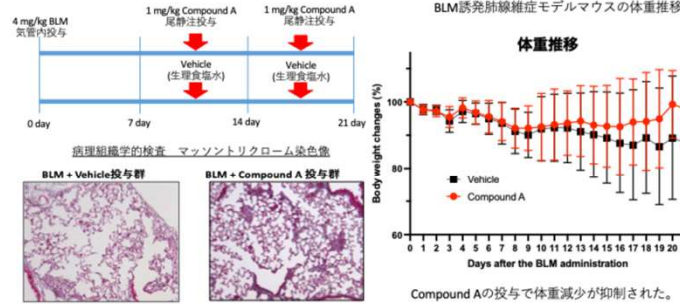 1 mg/kg Compound A
尾静注投与
1 mg/kg Compound A
尾静注投与
4 mg/kg BLM
気管内投与
Vehicle
(生理食塩水)
Vehicle
(生理食塩水)
0 day
7 day
14 day
21 day
病理組織学的検査 マッソントリクローム染色像
BLM + Vehicle投与群
BLM + Compound A 投与群
BLM誘発肺線維症モデルマウスの体重推移
体重推移
Body weight changes (%)
100
80
60
Vehicle
Compound A
0 1 2 3 4 5 6 7 8 9 10 11 12 13 14 15 16 17 18 19 20
Days after the BLM administration
Compound Aの投与で体重減少が抑制された。